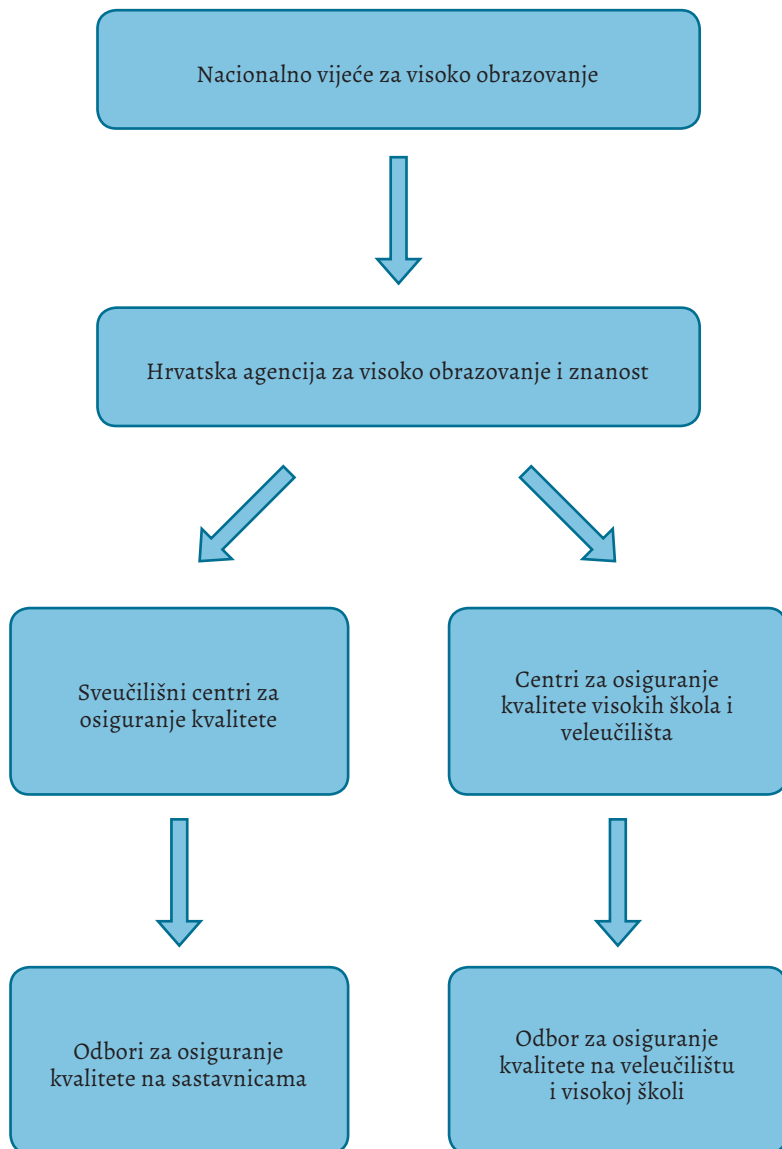 Nacionalno vijeće za visoko obrazovanje
Hrvatska agencija za visoko obrazovanje i znanost
Sveučilišni centri za
osiguranje kvalitete
Centri za osiguranje
kvalitete visokih škola i
veleučilišta
Odbori za osiguranje
kvalitete na sastavnicama
Odbor za osiguranje
kvalitete na veleučilištu
i visokoj školi